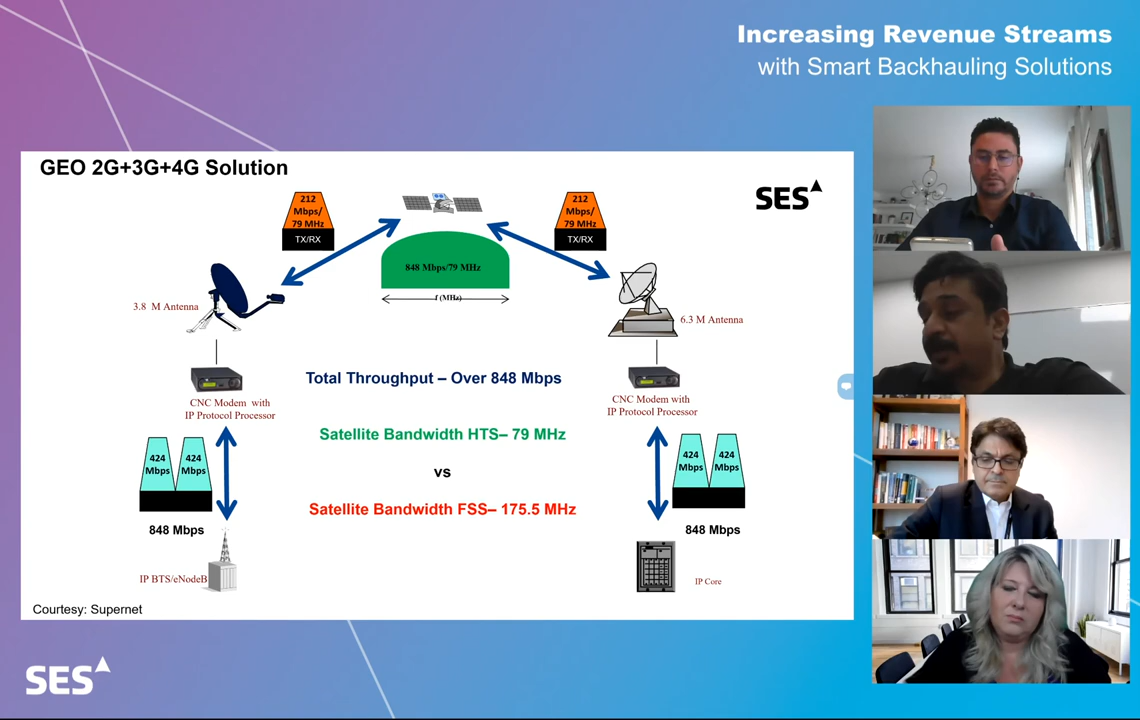 Increasing Revenue Streams
with Smart Backhauling Solutions
GEO 2G+3G+4G Solution
SES
212
Mbps/
79 MHz
TX/RX
212
Mbps/
79 MHz
TX/RX
848 Mbps/79 MHz
f (MHz)
3.8 M Antenna
6.3 M Antenna
Total Throughput – Over 848 Mbps
CNC Modem with
IP Protocol Processor
CNC Modem with
IP Protocol Processor
Satellite Bandwidth HTS– 79 MHz
vs
Satellite Bandwidth FSS– 175.5 MHz
424
Mbps
424
Mbps
848 Mbps
424
Mbps
424
Mbps
848 Mbps
IP BTS/eNodeB
IP Core
Courtesy: Supernet
SES